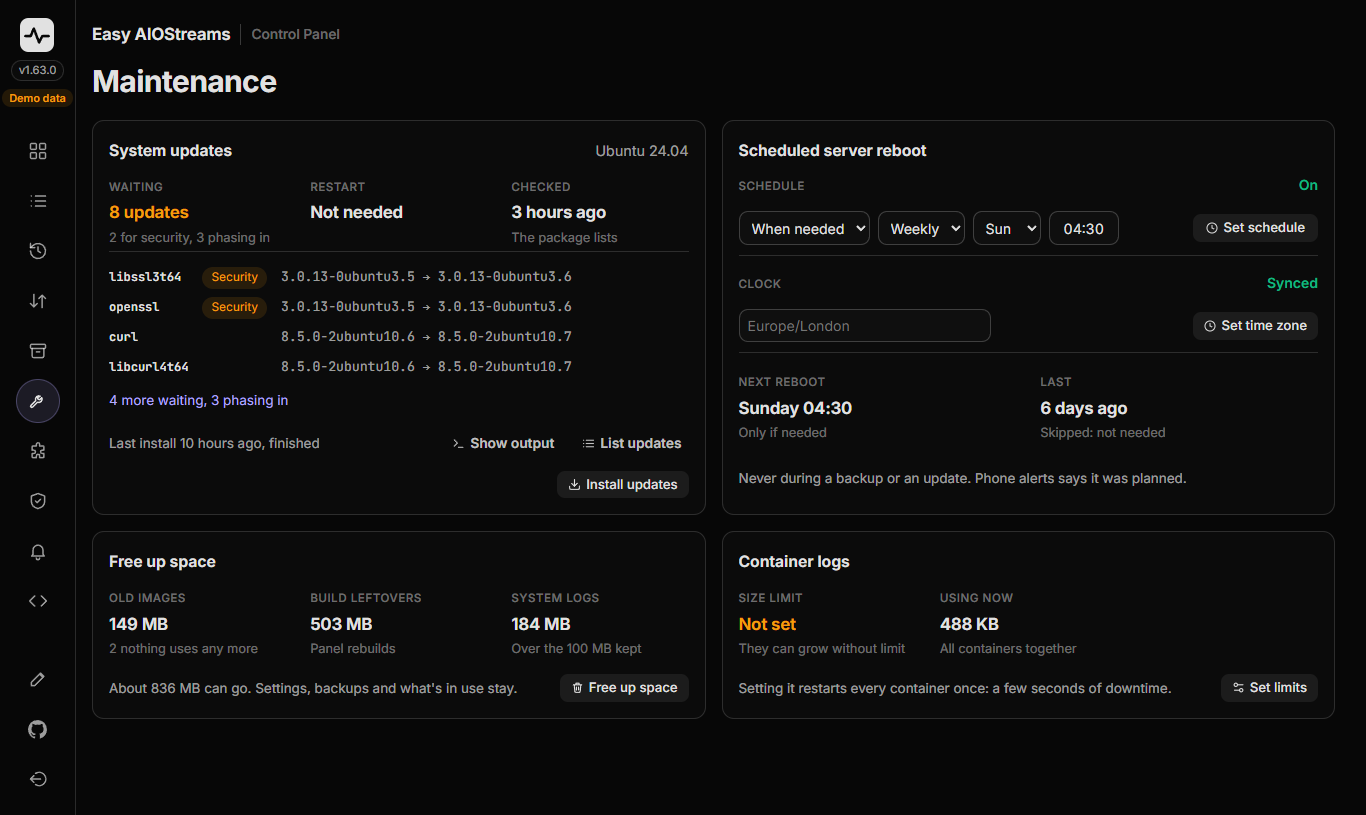 Easy AIOStreams | Control Panel
v1.63.0
Demo data
Maintenance
System updates Ubuntu 24.04
WAITING RESTART CHECKED
8 updates Not needed 3 hours ago
2 for security, 3 phasing in The package lists
libssl3t64 Security 3.0.13-0ubuntu3.5 → 3.0.13-0ubuntu3.6
openssl Security 3.0.13-0ubuntu3.5 → 3.0.13-0ubuntu3.6
curl 8.5.0-2ubuntu10.6 → 8.5.0-2ubuntu10.7
libcurl4t64 8.5.0-2ubuntu10.6 → 8.5.0-2ubuntu10.7
4 more waiting, 3 phasing in
Last install 10 hours ago, finished Show output List updates
Install updates
Scheduled server reboot
SCHEDULE On
When needed Weekly Sun 04:30 Set schedule
CLOCK Synced
Europe/London Set time zone
NEXT REBOOT LAST
Sunday 04:30 6 days ago
Only if needed Skipped: not needed
Never during a backup or an update. Phone alerts says it was planned.
Free up space
OLD IMAGES BUILD LEFTOVERS SYSTEM LOGS
149 MB 503 MB 184 MB
2 nothing uses any more Panel rebuilds Over the 100 MB kept
About 836 MB can go. Settings, backups and what's in use stay. Free up space
Container logs
SIZE LIMIT USING NOW
Not set 488 KB
They can grow without limit All containers together
Setting it restarts every container once: a few seconds of downtime. Set limits